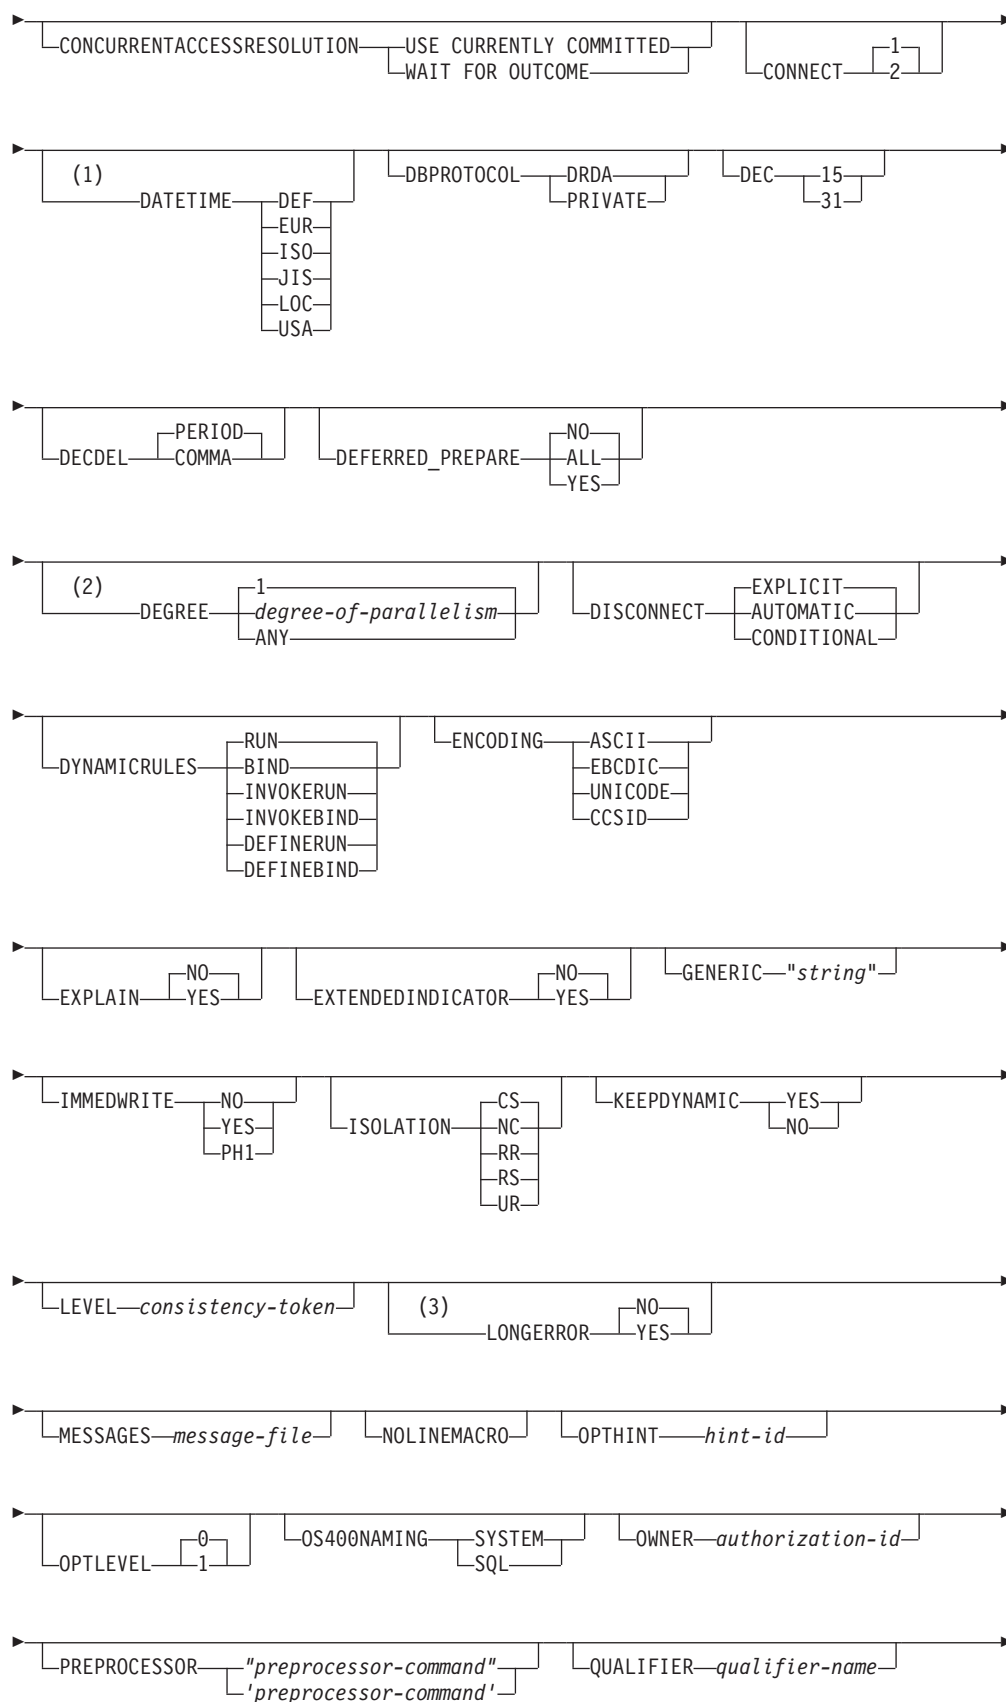 CONCURRENTACCESSRESOLUTION USE CURRENTLY COMMITTED
WAIT FOR OUTCOME
CONNECT 1
2
(1)
DATETIME DEF
EUR
ISO
JIS
LOC
USA
DBPROTOCOL DRDA
PRIVATE
DEC 15
31
DECDEL PERIOD
COMMA
DEFERRED_PREPARE NO
ALL
YES
(2)
DEGREE 1
degree-of-parallelism
ANY
DISCONNECT EXPLICIT
AUTOMATIC
CONDITIONAL
DYNAMICRULES RUN
BIND
INVOKERUN
INVOKEBIND
DEFINERUN
DEFINEBIND
ENCODING ASCII
EBCDIC
UNICODE
CCSID
EXPLAIN NO
YES
EXTENDEDINDICATOR NO
YES
GENERIC "string"
IMMEDWRITE NO
YES
PH1
ISOLATION CS
NC
RR
RS
UR
KEEPDYNAMIC YES
NO
LEVEL consistency-token
(3)
LONGERROR NO
YES
MESSAGES message-file
NOLINEMACRO
OPTHINT hint-id
OPTLEVEL 0
1
OS400NAMING SYSTEM
SQL
OWNER authorization-id
PREPROCESSOR "preprocessor-command"
'preprocessor-command'
QUALIFIER qualifier-name